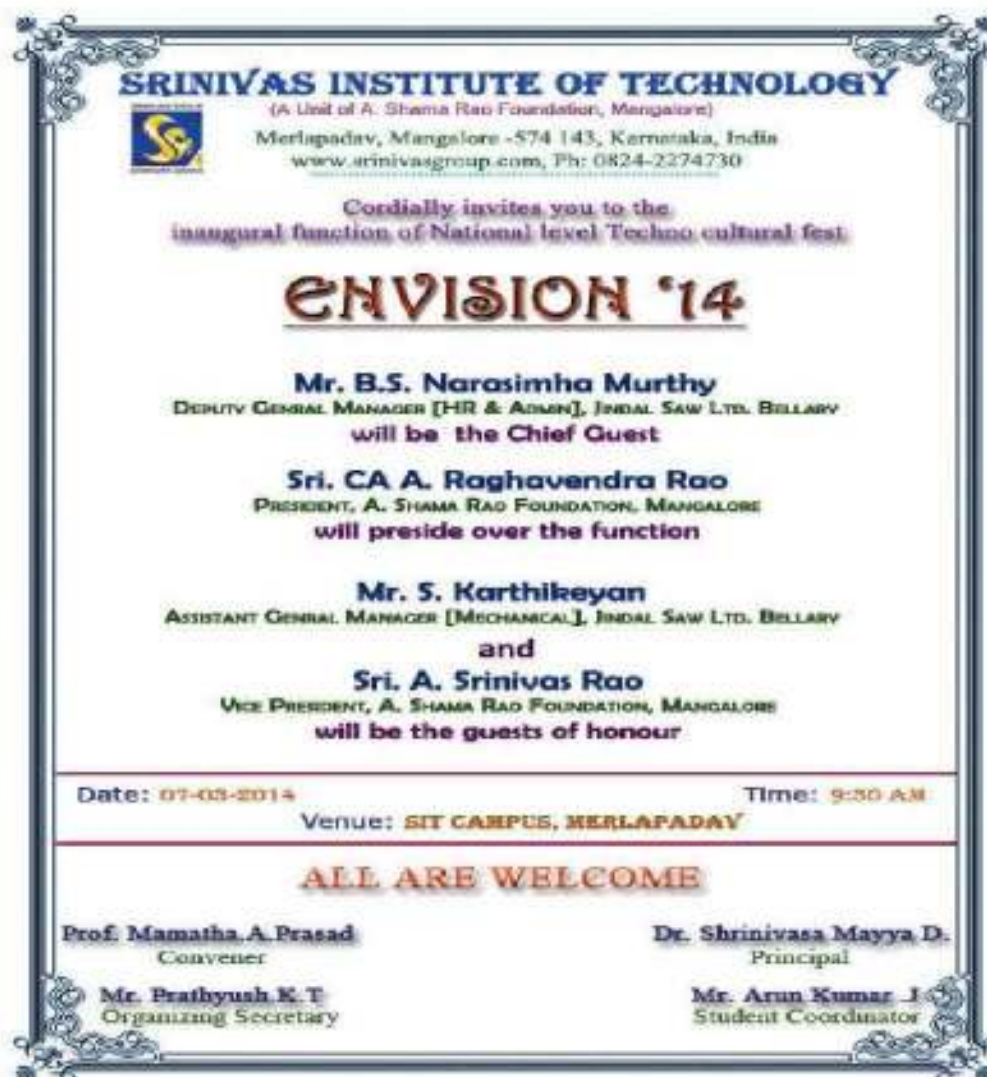 SRINIVAS INSTITUTE OF TECHNOLOGY
(A Unit of A. Shama Rao Foundation, Mangalore)
Merlapadav, Mangalore -574 143, Karnataka, India
www.srinivasgroup.com, Ph: 0824-2274730
Cordially invites you to the
inaugural function of National level Techno cultural fest
ENVISION '14
Mr. B.S. Narasimha Murthy
DEPUTY GENRAL MANAGER [HR & ADMIN], JINDAL SAW LTD. BELLARY
will be the Chief Guest
Sri. CA A. Raghavendra Rao
PRESIDENT, A. SHAMA RAO FOUNDATION, MANGALORE
will preside over the function
Mr. S. Karthikeyan
ASSISTANT GENRAL MANAGER [MECHANICAL], JINDAL SAW LTD. BELLARY
and
Sri. A. Srinivas Rao
VICE PRESIDENT, A. SHAMA RAO FOUNDATION, MANGALORE
will be the guests of honour
Date: 07-03-2014 Time: 9:30 AM
Venue: SIT CAMPUS, MERLAPADAV
ALL ARE WELCOME
Prof. Mamatha A Prasad Dr. Shrinivasa Mayya D.
Convener Principal
Mr. Prathyush K.T Mr. Arun Kumar J
Organizing Secretary Student Coordinator